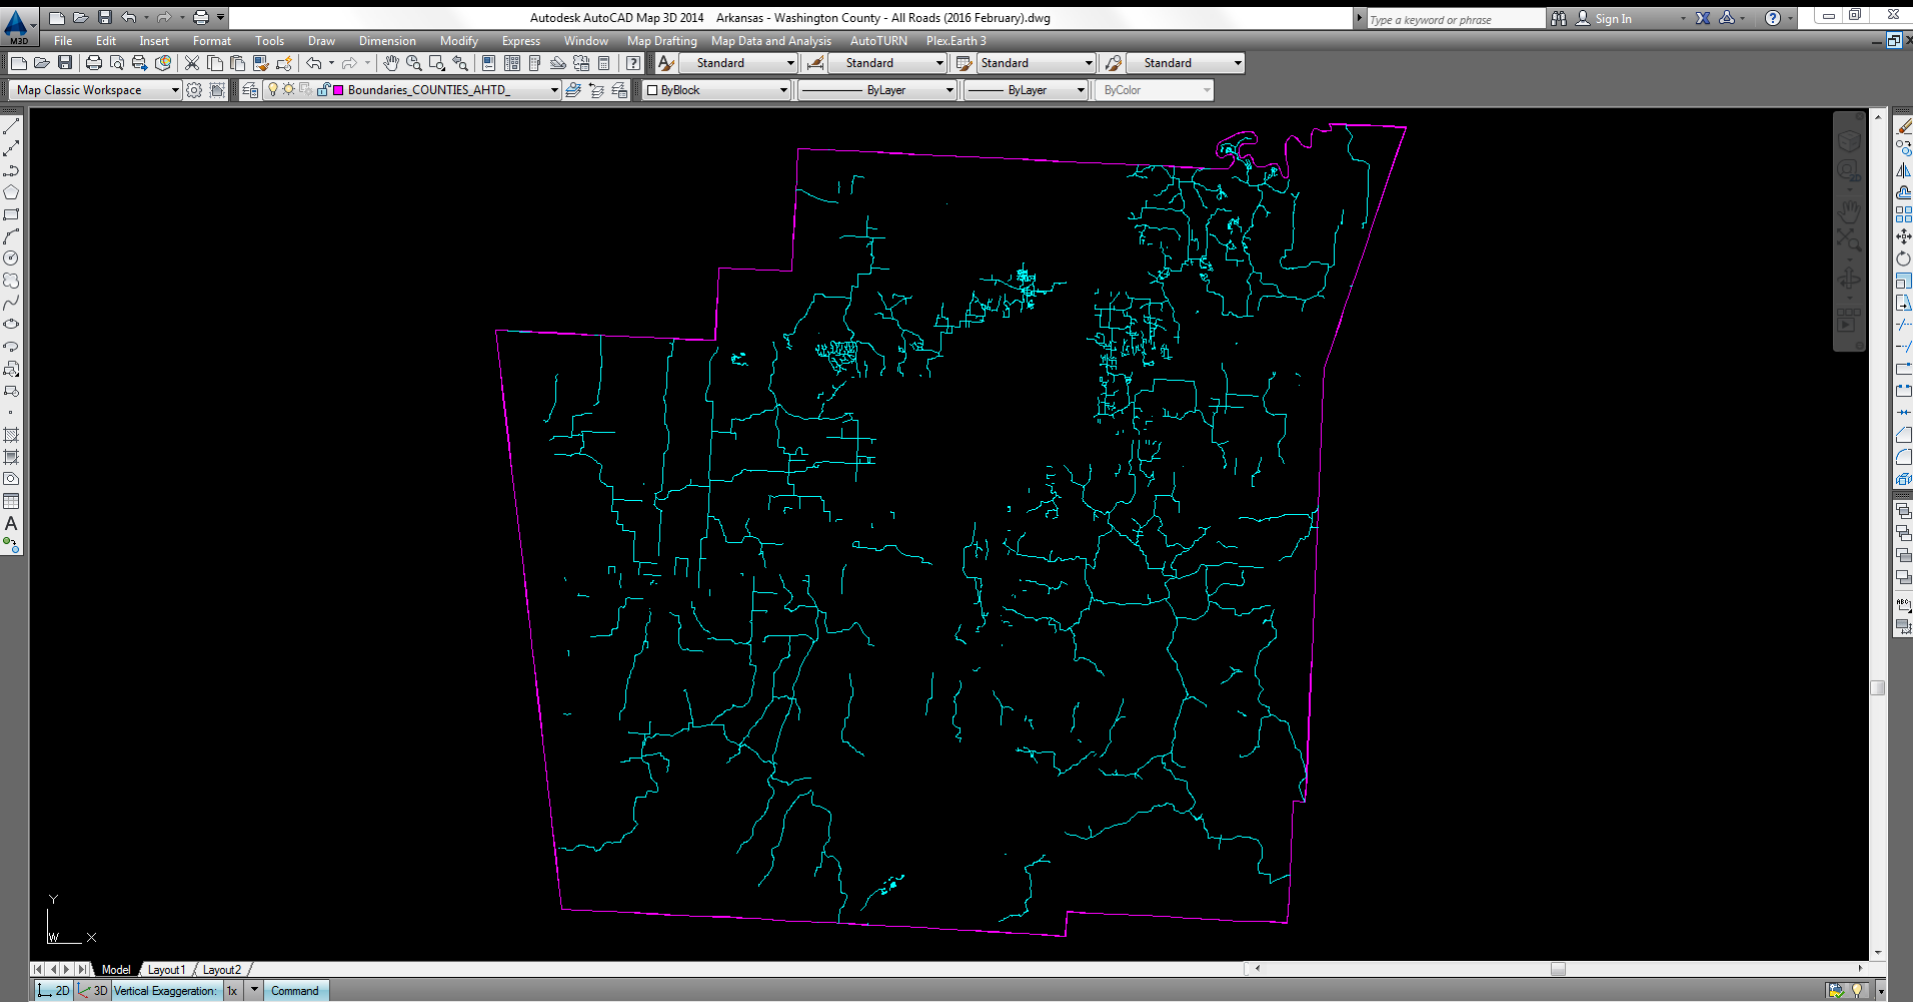 Autodesk AutoCAD Map 3D 2014 Arkansas - Washington County - All Roads (2016 February).dwg
Type a keyword or phrase
Sign In
M3D
File Edit Insert Format Tools Draw Dimension Modify Express Window Map Drafting Map Data and Analysis AutoTURN Plex.Earth 3
Standard Standard Standard Standard
Map Classic Workspace Boundaries_COUNTIES_AHTD_ ByBlock ByLayer ByLayer ByColor
2D
A
ABC
Y
W X
Model Layout1 Layout2
2D 3D Vertical Exaggeration: 1x Command